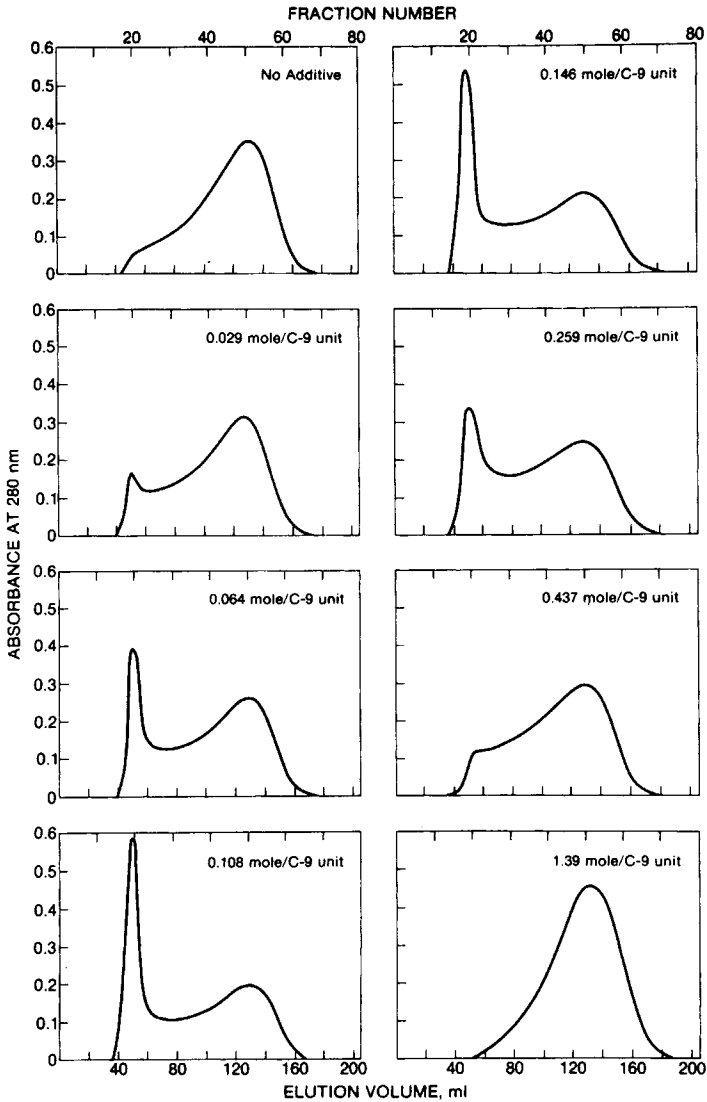 FRACTION NUMBER
0 20 40 60 80 0 20 40 60 80
0.6
0.5
0.4
0.3
0.2
0.1
0
No Additive
0.146 mole/C-9 unit
0.6
0.5
0.4
0.3
0.2
0.1
0
0.029 mole/C-9 unit
0.259 mole/C-9 unit
ABSORBANCE AT 280 nm
0.6
0.5
0.4
0.3
0.2
0.1
0
0.064 mole/C-9 unit
0.437 mole/C-9 unit
0.6
0.5
0.4
0.3
0.2
0.1
0
0.108 mole/C-9 unit
1.39 mole/C-9 unit
40 80 120 160 200 40 80 120 160 200
ELUTION VOLUME, ml